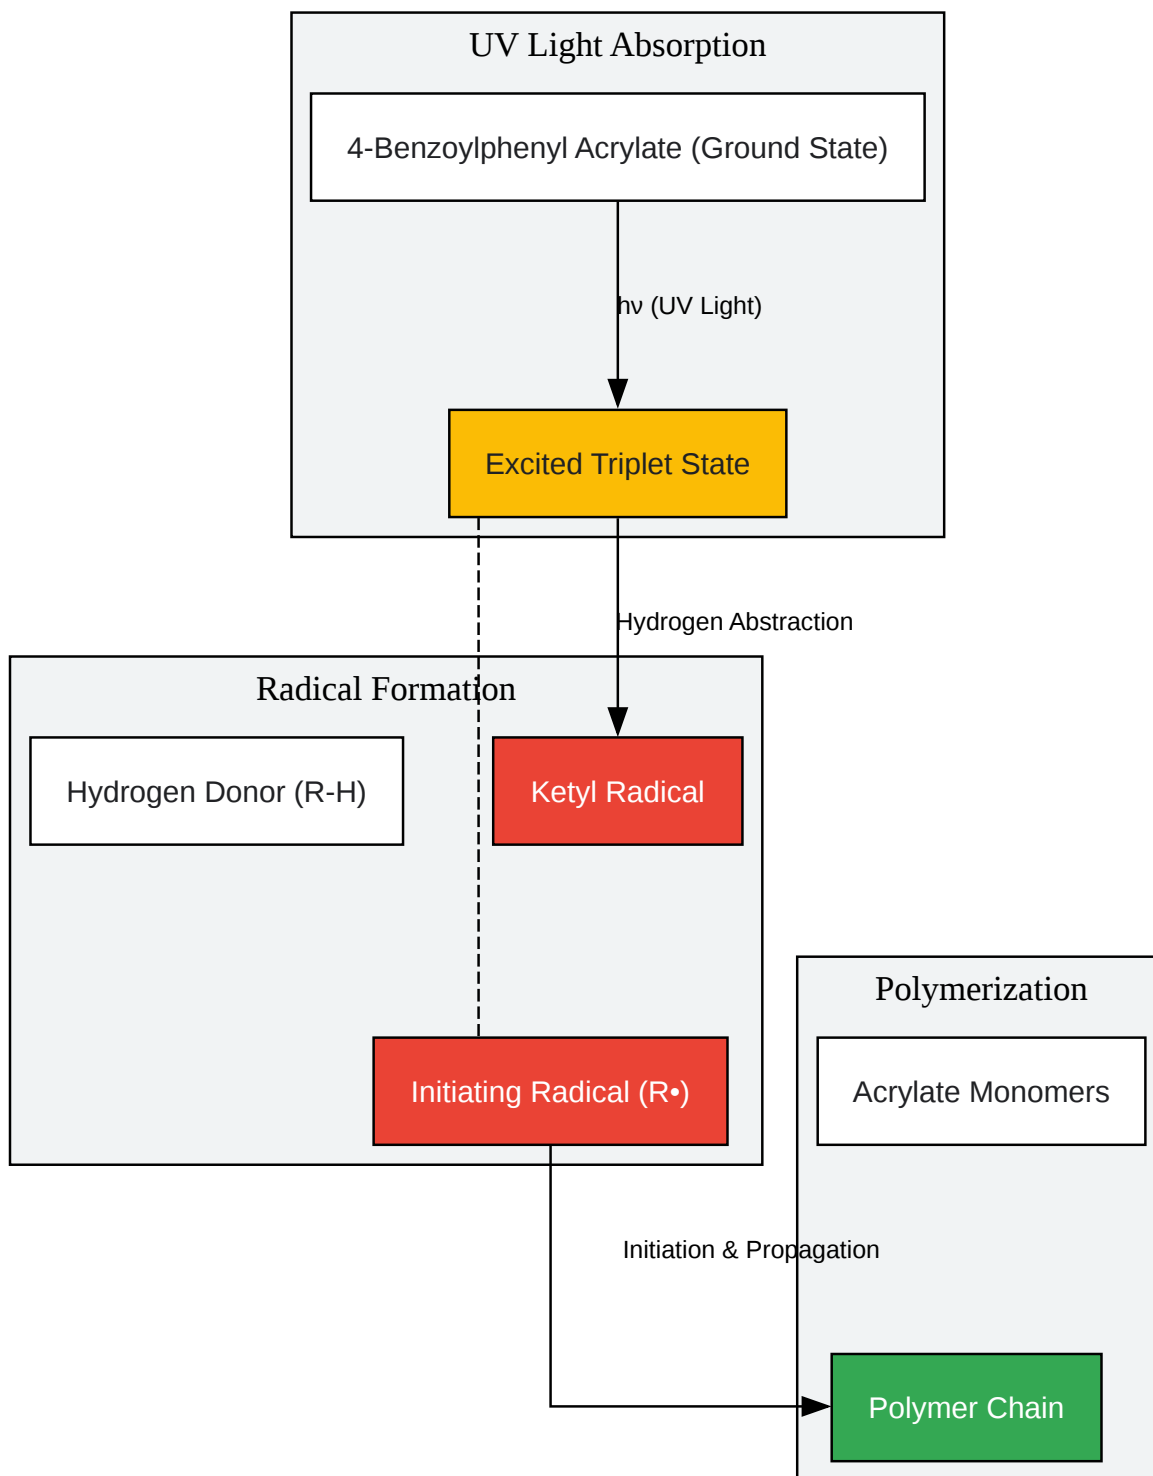 UV Light Absorption
4-Benzoylphenyl Acrylate (Ground State)
hν (UV Light)
Excited Triplet State
Hydrogen Abstraction
Radical Formation
Hydrogen Donor (R-H)
Ketyl Radical
Polymerization
Initiating Radical (R•)
Acrylate Monomers
Initiation & Propagation
Polymer Chain